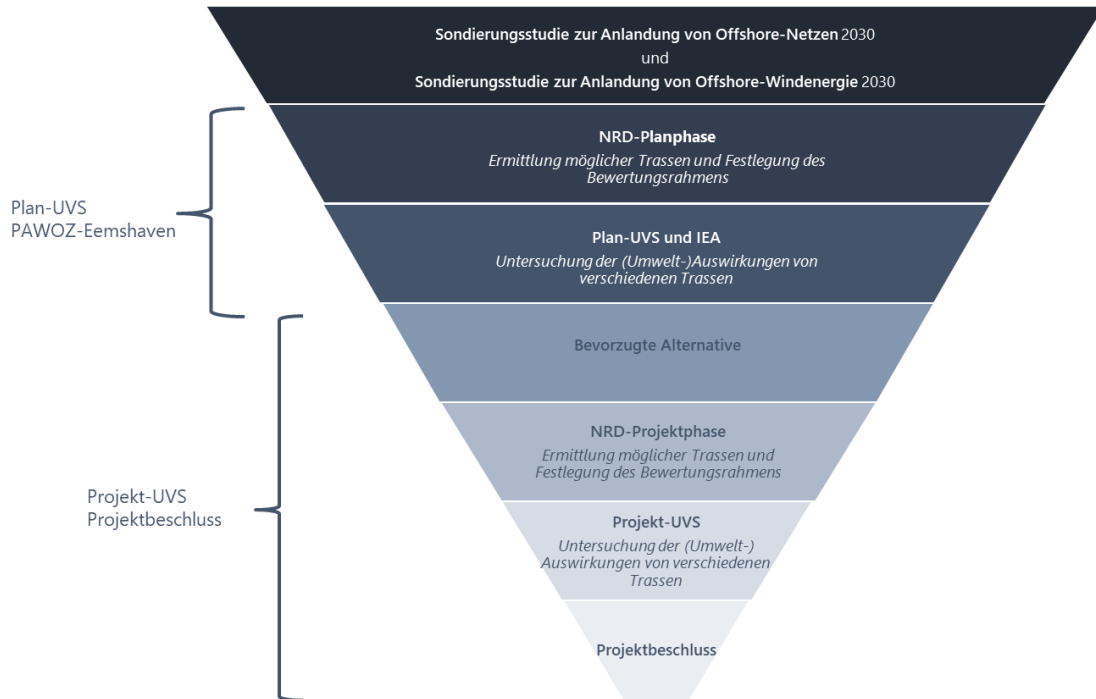 Sondierungsstudie zur Anlandung von Offshore-Netzen 2030
und
Sondierungsstudie zur Anlandung von Offshore-Windenergie 2030
NRD-Planphase
Ermittlung möglicher Trassen und Festlegung des
Bewertungsrahmens
Plan-UVS
PAWOZ-Eemshaven
Plan-UVS und IEA
Untersuchung der (Umwelt-)Auswirkungen von
verschiedenen Trassen
Bevorzugte Alternative
NRD-Projektphase
Ermittlung möglicher Trassen und
Festlegung des Bewertungsrahmens
Projekt-UVS
Projektbeschluss
Projekt-UVS
Untersuchung der (Umwelt-)
Auswirkungen von verschiedenen
Trassen
Projektbeschluss